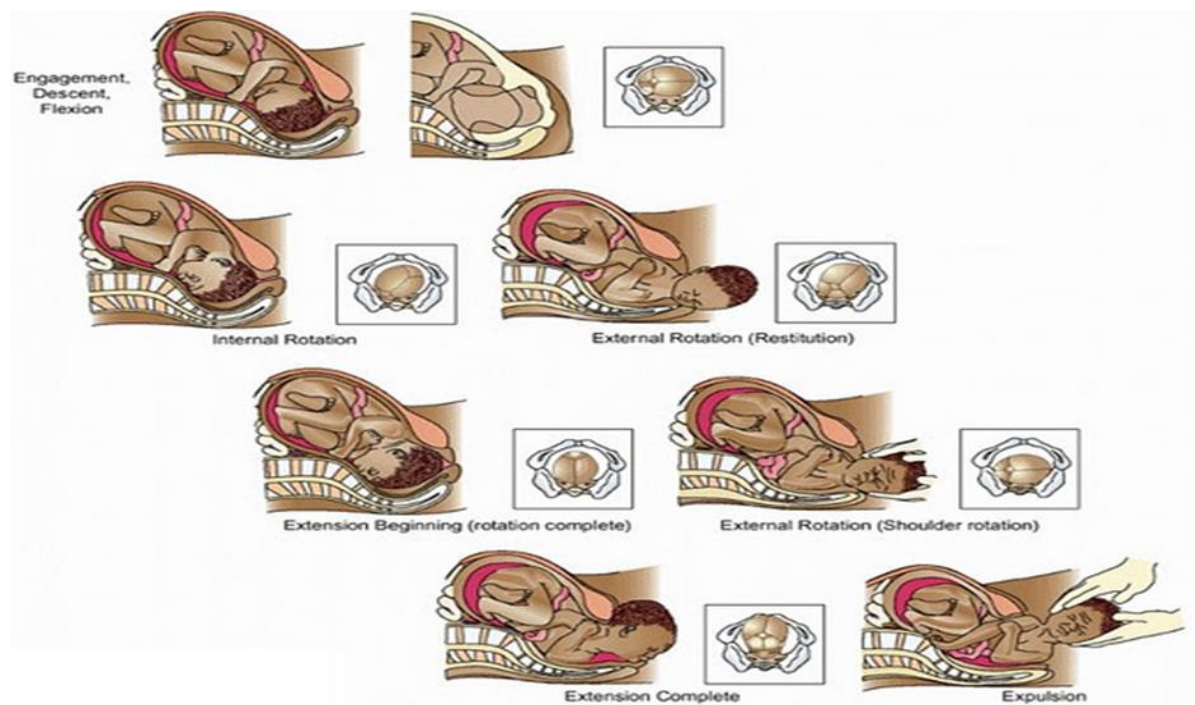 Engagement,
Descent,
Flexion
Internal Rotation
External Rotation (Restitution)
Extension Beginning (rotation complete)
External Rotation (Shoulder rotation)
Extension Complete
Expulsion